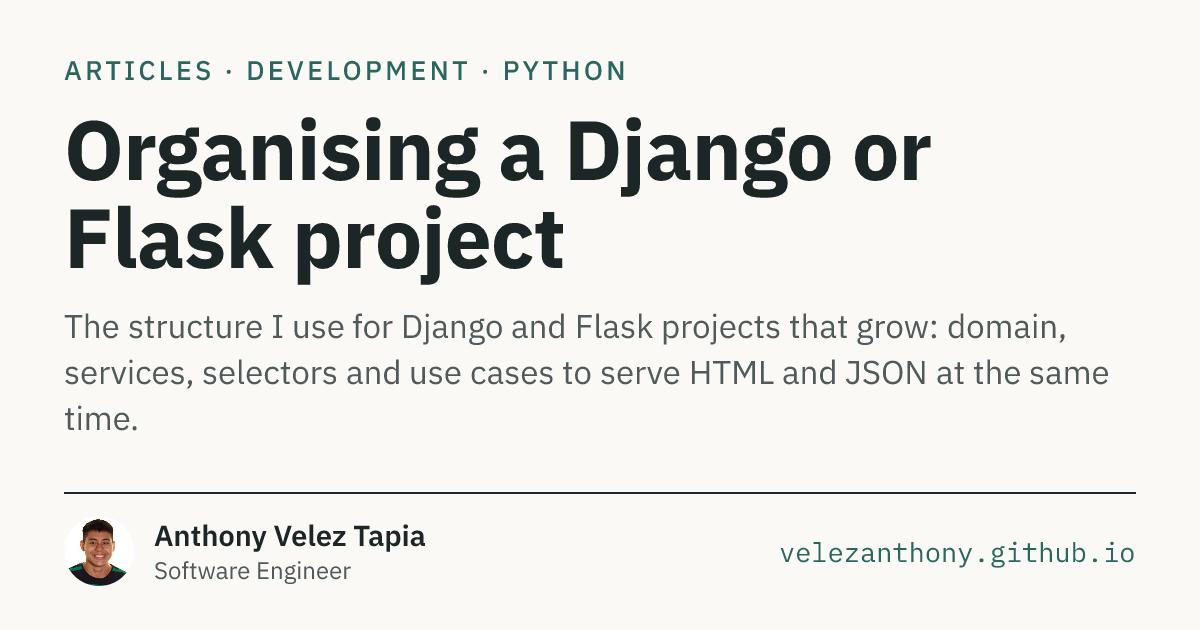 ARTICLES · DEVELOPMENT · PYTHON
Organising a Django or
Flask project
The structure I use for Django and Flask projects that grow: domain,
services, selectors and use cases to serve HTML and JSON at the same
time.
Anthony Velez Tapia
Software Engineer
velezanthony.github.io